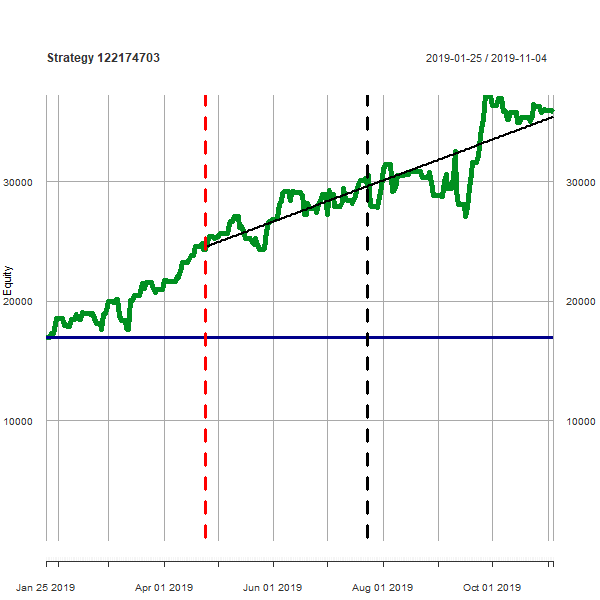 Strategy 122174703
2019-01-25 / 2019-11-04
Equity
30000
30000
20000
20000
10000
10000
Jan 25 2019
Apr 01 2019
Jun 01 2019
Aug 01 2019
Oct 01 2019